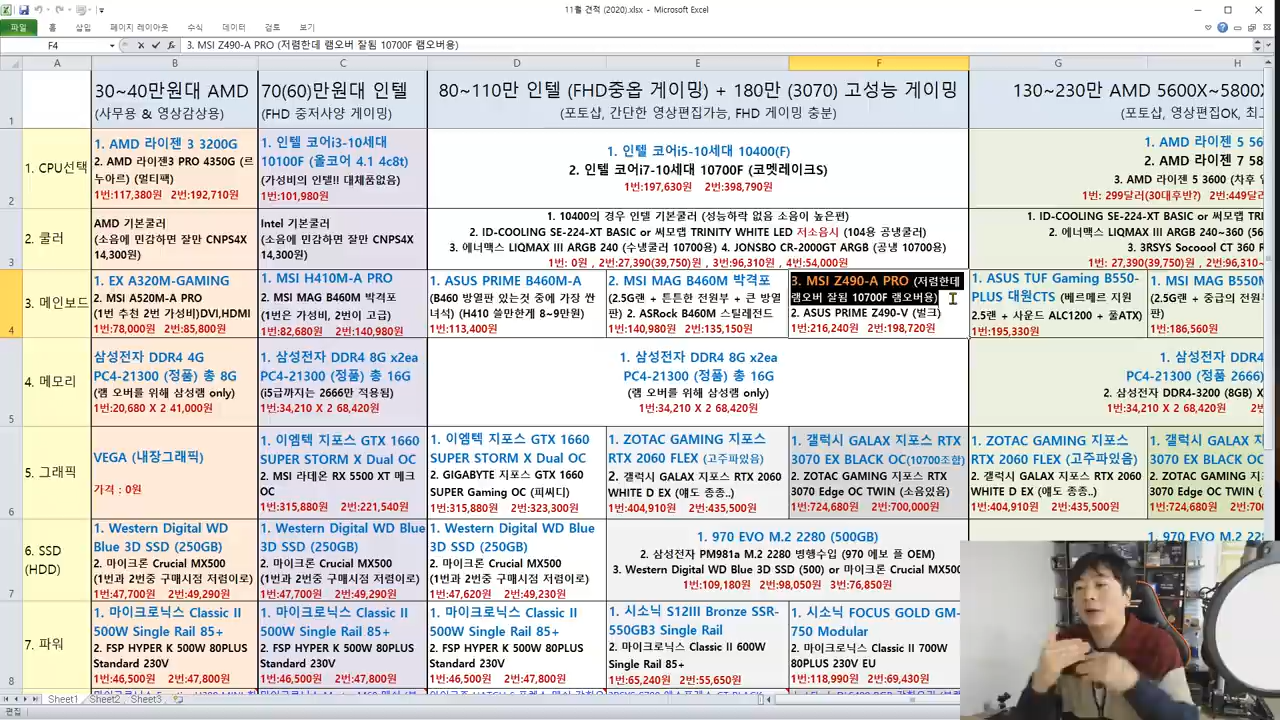 11월 견적 (2020).xlsx - Microsoft Excel
파일 홈 삽입 페이지 레이아웃 수식 데이터 검토 보기
F4 3. MSI Z490-A PRO (저렴한데 램오버 잘됨 10700F 램오버용)
A B C D E F G H
1
30~40만원대 AMD
(사무용 & 영상감상용)
70(60)만원대 인텔
(FHD 중저사양 게이밍)
80~110만 인텔 (FHD중옵 게이밍) + 180만 (3070) 고성능 게이밍
(포토샵, 간단한 영상편집가능, FHD 게이밍 충분)
130~230만 AMD 5600X~5800X
(포토샵, 영상편집OK, 최고
2
1. CPU선택
1. AMD 라이젠 3 3200G
2. AMD 라이젠3 PRO 4350G (르
누아르) (멀티팩)
1번:117,380원 2번:192,710원
1. 인텔 코어i3-10세대
10100F (올코어 4.1 4c8t)
(가성비의 인텔!! 대체품없음)
1번:101,980원
1. 인텔 코어i5-10세대 10400(F)
2. 인텔 코어i7-10세대 10700F (코멧레이크S)
1번:197,630원 2번:398,790원
1. AMD 라이젠 5 56
2. AMD 라이젠 7 58
3. AMD 라이젠 5 3600 (차후
1번: 299달러(30대후반?) 2번:449달
3
2. 쿨러
AMD 기본쿨러
(소음에 민감하면 잘만 CNPS4X
14,300원)
Intel 기본쿨러
(소음에 민감하면 잘만 CNPS4X
14,300원)
1. 10400의 경우 인텔 기본쿨러 (성능하락 없음 소음이 높은편)
2. ID-COOLING SE-224-XT BASIC or 써모랩 TRINITY WHITE LED 저소음시 (104용 공냉쿨러)
3. 에너맥스 LIQMAX III ARGB 240 (수냉쿨러 10700용) 4. JONSBO CR-2000GT ARGB (공냉 10700용)
1번: 0원 , 2번:27,390(39,750원) , 3번:96,310원 , 4번:54,000원
1. ID-COOLING SE-224-XT BASIC or 써모랩
2. 에너맥스 LIQMAX III ARGB 240~360 (56
3. 3RSYS Socoool CT 360 R
1번: 27,390(39,750원) , 2번:96,310~
4
3. 메인보드
1. EX A320M-GAMING
2. MSI A520M-A PRO
(1번 추천 2번 가성비)DVI,HDMI
1번:78,000원 2번:85,800원
1. MSI H410M-A PRO
2. MSI MAG B460M 박격포
(1번은 가성비, 2번이 고급)
1번:82,680원 2번:140,980원
1. ASUS PRIME B460M-A
(B460 방열판 있는것 중에 가장 싼
녀석) (H410 쓸만한게 8~9만원)
1번:113,400원
2. MSI MAG B460M 박격포
(2.5G랜 + 튼튼한 전원부 + 큰 방열
판) 2. ASRock B460M 스틸레전드
1번:140,980원 2번:135,150원
3. MSI Z490-A PRO (저렴한데
램오버 잘됨 10700F 램오버용)
2. ASUS PRIME Z490-V (벌크)
1번:216,240원 2번:198,720원
1. ASUS TUF Gaming B550-
PLUS 대원CTS (베르메르 지원
2.5랜 + 사운드 ALC1200 + 풀ATX)
1번:195,330원
1. MSI MAG B550M
(2.5G랜 + 중급의 전원부
판)
1번:186,560원
5
4. 메모리
삼성전자 DDR4 4G
PC4-21300 (정품) 총 8G
(램 오버를 위해 삼성램 only)
1번:20,680 X 2 41,000원
1. 삼성전자 DDR4 8G x2ea
PC4-21300 (정품) 총 16G
(i5급까지는 2666만 적용됨)
1번:34,210 X 2 68,420원
1. 삼성전자 DDR4 8G x2ea
PC4-21300 (정품) 총 16G
(램 오버를 위해 삼성램 only)
1번:34,210 X 2 68,420원
1. 삼성전자 DDR4
PC4-21300 (정품 2666)
2. 삼성전자 DDR4-3200 (8GB) X
1번:34,210 X 2 68,420원
6
5. 그래픽
VEGA (내장그래픽)
가격 : 0원
1. 이엠텍 지포스 GTX 1660
SUPER STORM X Dual OC
2. MSI 라데온 RX 5500 XT 메크
OC
1번:315,880원 2번:221,540원
1. 이엠텍 지포스 GTX 1660
SUPER STORM X Dual OC
2. GIGABYTE 지포스 GTX 1660
SUPER Gaming OC (피씨디)
1번:315,880원 2번:323,300원
1. ZOTAC GAMING 지포스
RTX 2060 FLEX (고주파있음)
2. 갤럭시 GALAX 지포스 RTX 2060
WHITE D EX (얘도 종종..)
1번:404,910원 2번:435,500원
1. 갤럭시 GALAX 지포스 RTX
3070 EX BLACK OC(10700조합)
2. ZOTAC GAMING 지포스 RTX
3070 Edge OC TWIN (소음있음)
1번:724,680원 2번:700,000원
1. ZOTAC GAMING 지포스
RTX 2060 FLEX (고주파있음)
2. 갤럭시 GALAX 지포스 RTX 2060
WHITE D EX (얘도 종종..)
1번:404,910원 2번:435,500원
1. 갤럭시 GALAX 지
3070 EX BLACK OC
2. ZOTAC GAMING 지포
3070 Edge OC TWIN (
1번:724,680원 2번:70
7
6. SSD
(HDD)
1. Western Digital WD
Blue 3D SSD (250GB)
2. 마이크론 Crucial MX500
(1번과 2번중 구매시점 저렴이로)
1번:47,700원 2번:49,290원
1. Western Digital WD Blue
3D SSD (250GB)
2. 마이크론 Crucial MX500
(1번과 2번중 구매시점 저렴이로)
1번:47,700원 2번:49,290원
1. Western Digital WD Blue
3D SSD (250GB)
2. 마이크론 Crucial MX500
(1번과 2번중 구매시점 저렴이로)
1번:47,620원 2번:49,230원
1. 970 EVO M.2 2280 (500GB)
2. 삼성전자 PM981a M.2 2280 병행수입 (970 에보 플 OEM)
3. Western Digital WD Blue 3D SSD (500) or 마이크론 Crucial MX500
1번:109,180원 2번:98,050원 3번:76,850원
1. 970 EVO M.2
8
7. 파워
1. 마이크로닉스 Classic II
500W Single Rail 85+
2. FSP HYPER K 500W 80PLUS
Standard 230V
1번:46,500원 2번:47,800원
1. 마이크로닉스 Classic II
500W Single Rail 85+
2. FSP HYPER K 500W 80PLUS
Standard 230V
1번:46,500원 2번:47,800원
1. 마이크로닉스 Classic II
500W Single Rail 85+
2. FSP HYPER K 500W 80PLUS
Standard 230V
1번:46,500원 2번:47,800원
1. 시소닉 S12III Bronze SSR-
550GB3 Single Rail
2. 마이크로닉스 Classic II 600W
Single Rail 85+
1번:65,240원 2번:55,650원
1. 시소닉 FOCUS GOLD GM-
750 Modular
2. 마이크로닉스 Classic II 700W
80PLUS 230V EU
1번:118,990원 2번:69,430원
Sheet1 Sheet2 Sheet3
편집